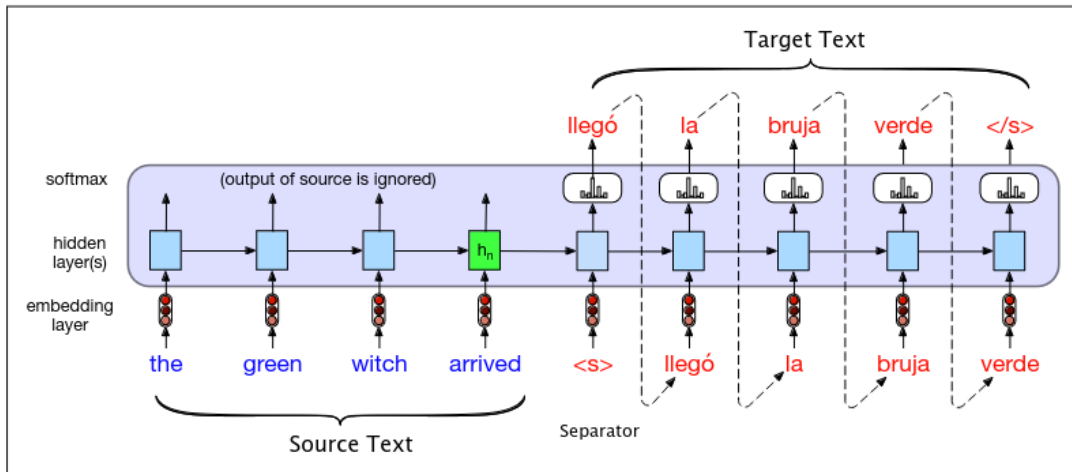 Target Text
llegó la bruja verde </s>
softmax (output of source is ignored)
hidden layer(s)
hn
embedding layer
the green witch arrived <s> llegó la bruja verde
Separator
Source Text